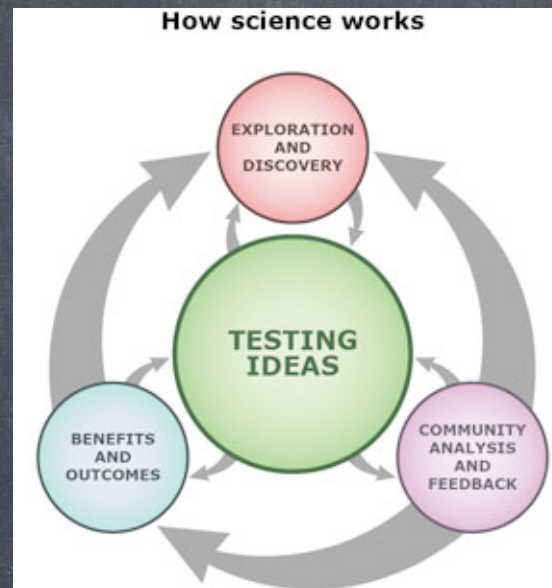 How science works
EXPLORATION
AND
DISCOVERY
TESTING
IDEAS
BENEFITS
AND
OUTCOMES
COMMUNITY
ANALYSIS
AND
FEEDBACK